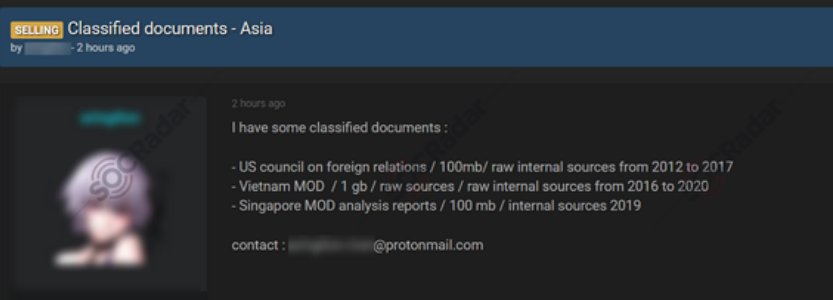 SELLING Classified documents - Asia
by - 2 hours ago
2 hours ago
I have some classified documents :
- US council on foreign relations / 100mb/ raw internal sources from 2012 to 2017
- Vietnam MOD / 1 gb / raw sources / raw internal sources from 2016 to 2020
- Singapore MOD analysis reports / 100 mb / internal sources 2019
contact : @protonmail.com
SOCRadar